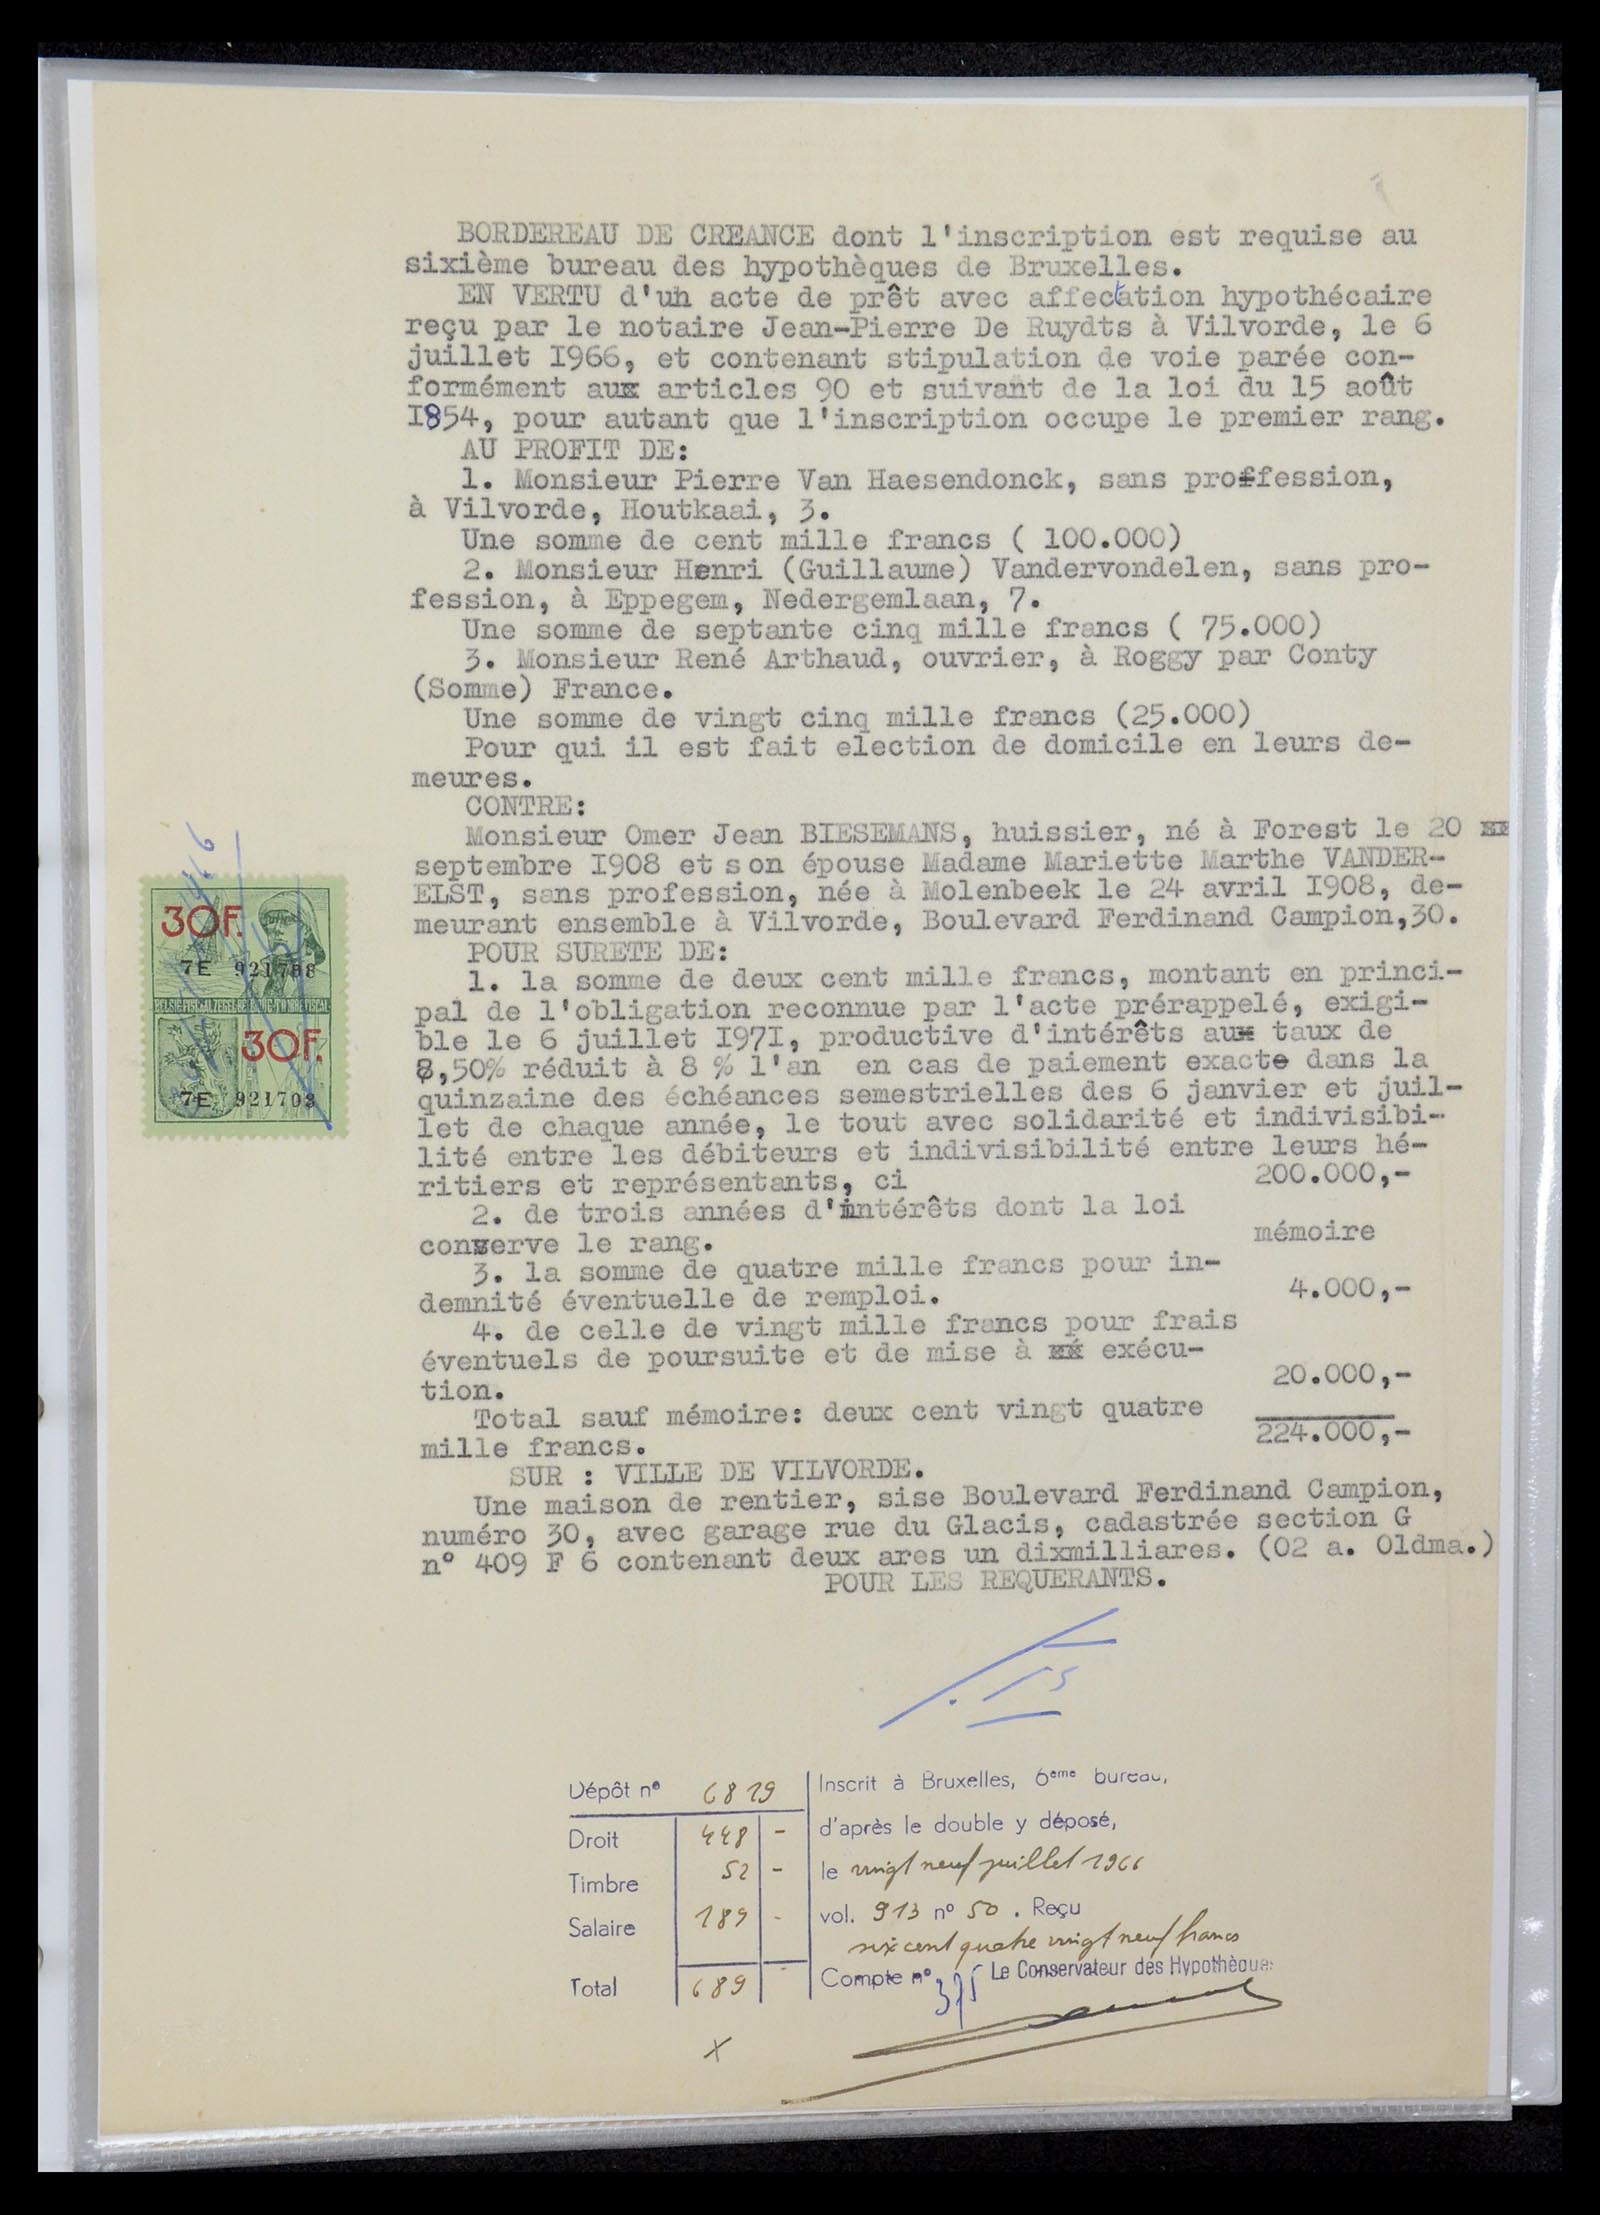 BORDEREAU DE CREANCE dont l'inscription est requise au
sixième bureau des hypothèques de Bruxelles.
EN VERTU d'un acte de prêt avec affectation hypothécaire
reçu par le notaire Jean-Pierre De Ruydts à Vilvorde, le 6
juillet I966, et contenant stipulation de voie parée con-
formément aux articles 90 et suivant de la loi du 15 août
I854, pour autant que l'inscription occupe le premier rang.
AU PROFIT DE:
1. Monsieur Pierre Van Haesendonck, sans proffession,
à Vilvorde, Houtkaai, 3.
Une somme de cent mille francs ( 100.000)
2. Monsieur Henri (Guillaume) Vandervondelen, sans pro-
fession, à Eppegem, Nedergemlaan, 7.
Une somme de septante cinq mille francs ( 75.000)
3. Monsieur René Arthaud, ouvrier, à Roggy par Conty
(Somme) France.
Une somme de vingt cinq mille francs (25.000)
Pour qui il est fait election de domicile en leurs de-
meures.
CONTRE:
Monsieur Omer Jean BIESEMANS, huissier, né à Forest le 20
septembre I908 et son épouse Madame Mariette Marthe VANDER-
ELST, sans profession, née à Molenbeek le 24 avril I908, de-
meurant ensemble à Vilvorde, Boulevard Ferdinand Campion,30.
POUR SURETE DE:
1. la somme de deux cent mille francs, montant en princi-
pal de l'obligation reconnue par l'acte prérappelé, exigi-
ble le 6 juillet I97I, productive d'intérêts au taux de
8,50% réduit à 8 % l'an en cas de paiement exacte dans la
quinzaine des échéances semestrielles des 6 janvier et juil-
let de chaque année, le tout avec solidarité et indivisibi-
lité entre les débiteurs et indivisibilité entre leurs hé-
ritiers et représentants, ci 200.000,-
2. de trois années d'intérêts dont la loi
conserve le rang. mémoire
3. la somme de quatre mille francs pour in-
demnité éventuelle de remploi. 4.000,-
4. de celle de vingt mille francs pour frais
éventuels de poursuite et de mise à exécu-
tion. 20.000,-
Total sauf mémoire: deux cent vingt quatre
mille francs. 224.000,-
SUR : VILLE DE VILVORDE.
Une maison de rentier, sise Boulevard Ferdinand Campion,
numéro 30, avec garage rue du Glacis, cadastrée section G
n° 409 F 6 contenant deux ares un dixmilliares. (02 a. 0ldma.)
POUR LES REQUERANTS.
30F.
7E 921708
30F.
7E 921703
Dépôt n° 6819
Droit 448 -
Timbre 52 -
Salaire 189 -
Total 689
Inscrit à Bruxelles, 6eme bureau,
d'après le double y déposé,
le vingt neuf juillet 1966
vol. 913 n° 50 . Reçu
six cent quatre vingt neuf francs
Compte n° 375 Le Conservateur des Hypothèques